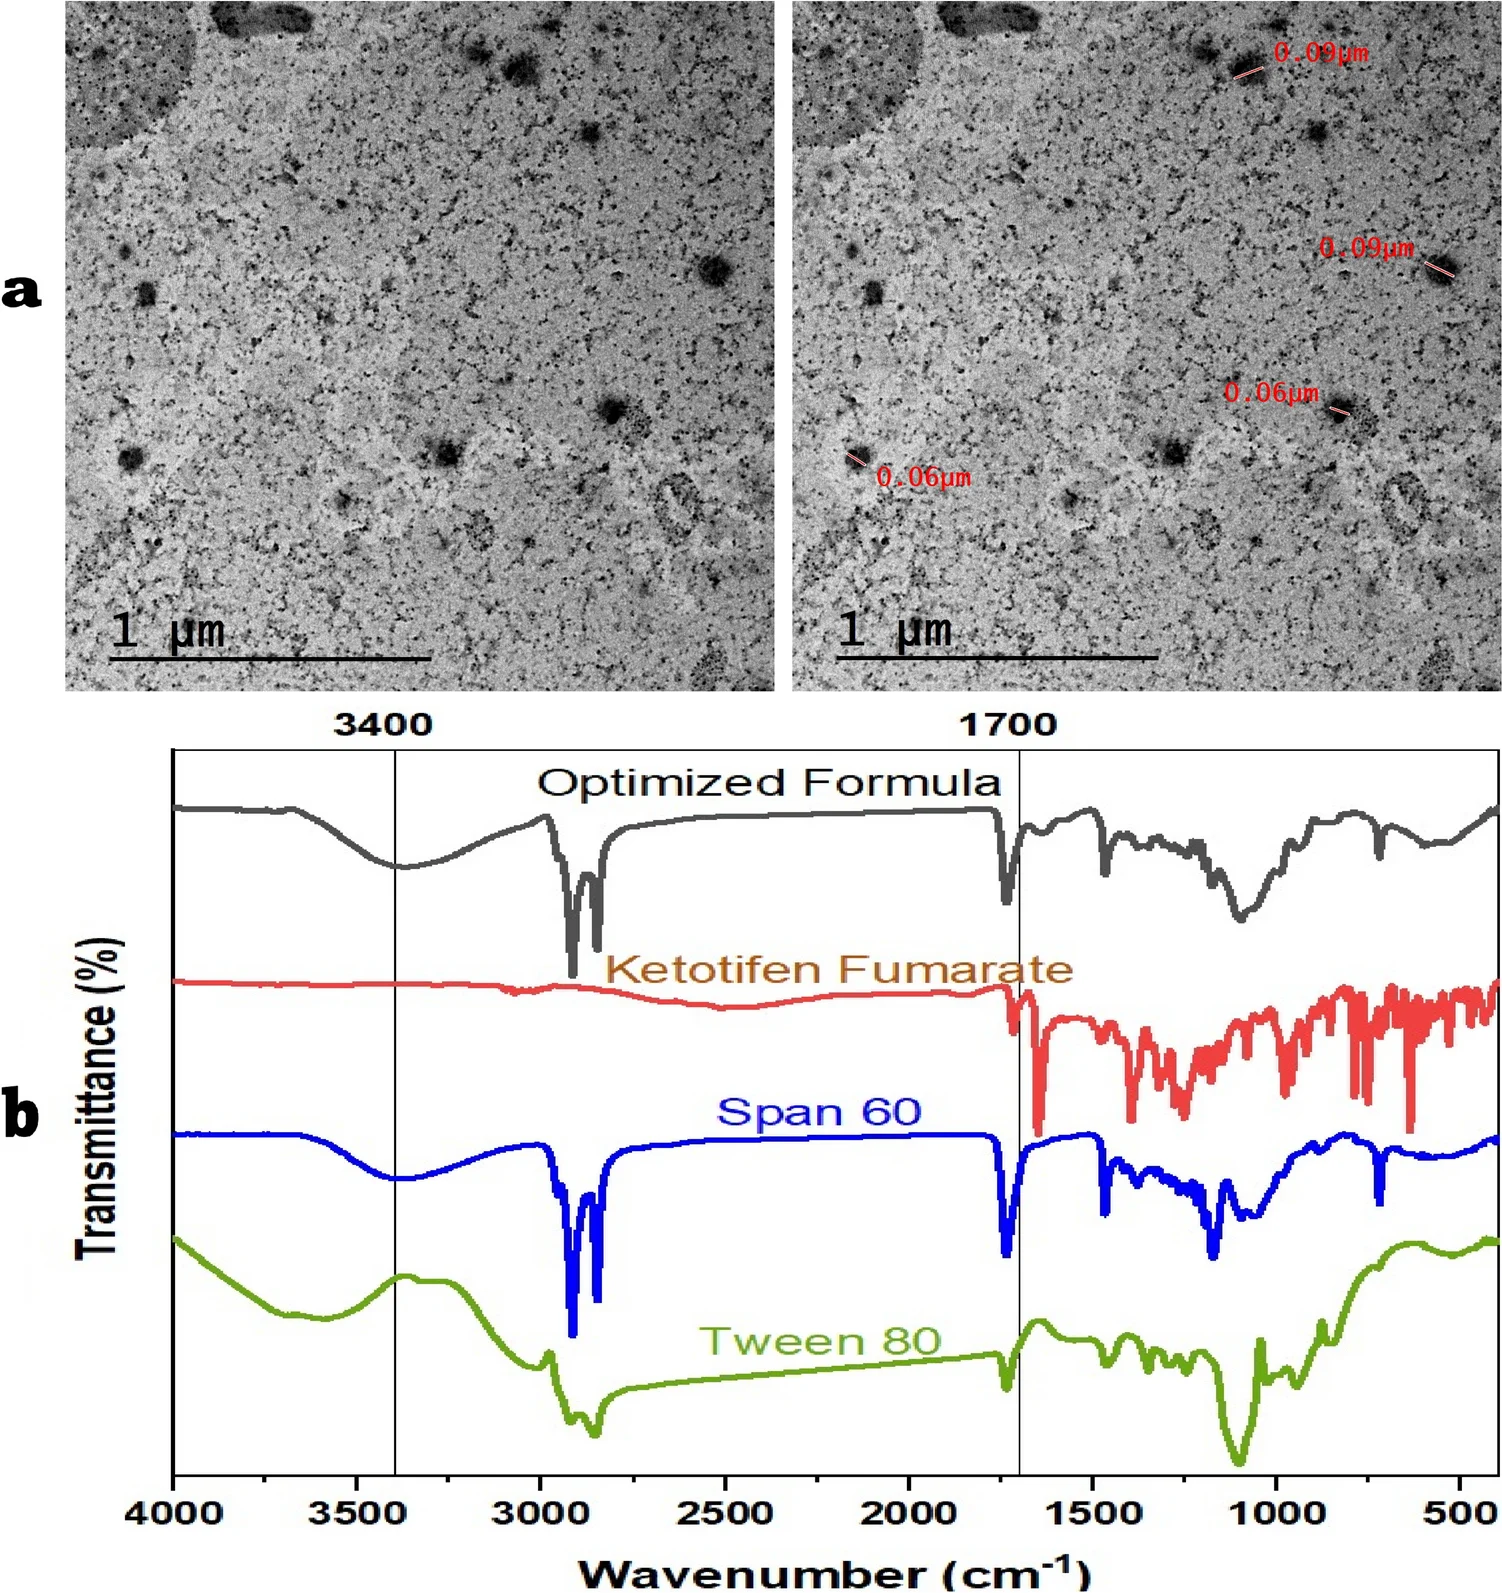 a
0.09µm
0.09µm
0.06µm
0.06µm
1 µm
1 µm
3400
1700
b
Optimized Formula
Ketotifen Fumarate
Span 60
Tween 80
Transmittance (%)
4000
3500
3000
2500
2000
1500
1000
500
Wavenumber (cm⁻¹)